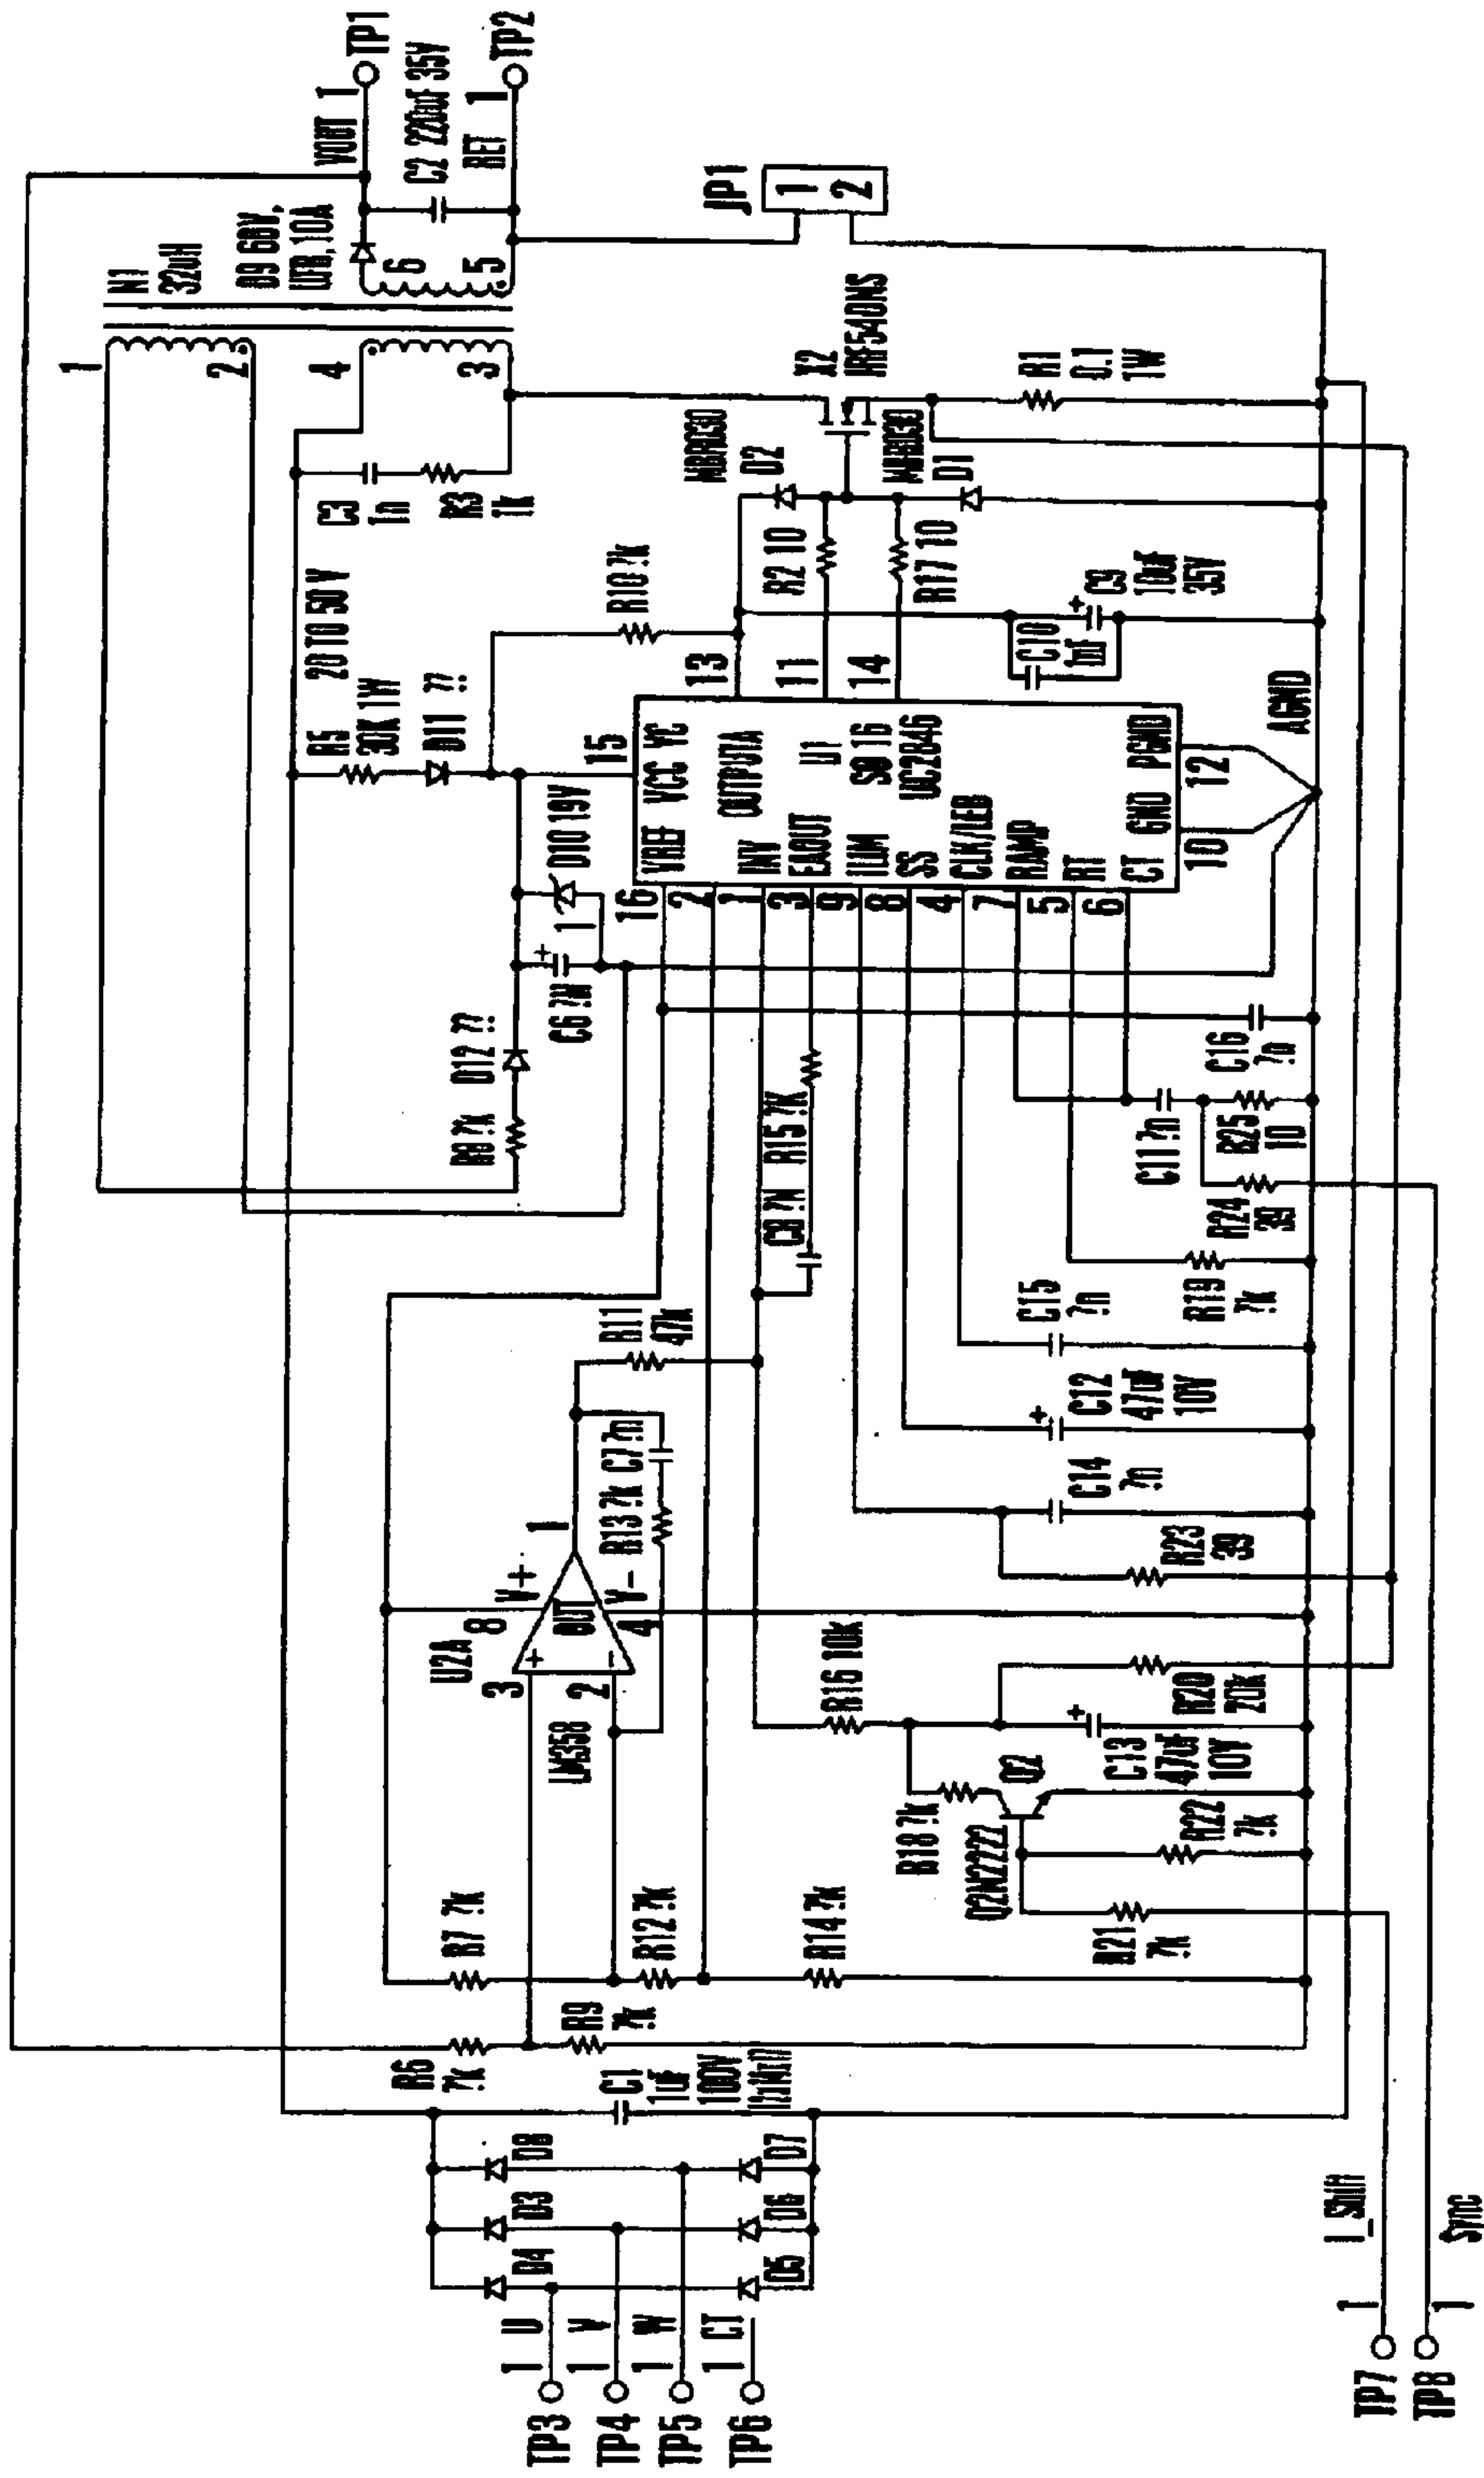 TP1
TP2
VOUT 1
C2 220uF 35V
RET 1
JP1
1
2
N1
32uH
D9 68V,
UFR, 10A
6
5
1
2
4
3
C3
1n
R3
1k
X2
IRF540NS
R1
0.1
1W
MBR030
D2
MBR030
D1
20 TO 50 V
R5
30K 1W
D11 ??
R10 ?k
R2 10
R17 10
C9
10uF
35V
C10
1uF
13
11
14
15
VCC VC
OUTPUTA
U1
SO 16
AGND
VREF
INV
EAOUT
ILIM
SS
CLK/LEB
RAMP
RT
CT
GND PGND
10
12
16
2
1
3
9
8
4
7
5
6
D10 19V
1
C6 ?N
D12 ??
R8 ?k
C8 ?N R15 ?K
C16
?n
C11 ?n
R25
10
R24
39
R19
?k
C15
?n
C12
47uF
10V
C14
?n
R23
39
R11
47k
R13 ?k C7 ?n
1
V+
8
OUT
V-
4
U2A
3
+
2
-
LM358
R16 10k
R20
20k
C13
47uF
10V
Q2
Q2N2222
R18 ?k
R22
?k
R21
?k
R7 ?k
R12 ?k
R14 ?k
R9
?k
R6
?k
C1
1uF
100V
D8
D7
D3
D6
D4
D5
1 U
1 V
1 W
1 CT
TP3
TP4
TP5
TP6
I_Shift
1
Sync
1
TP7
TP8